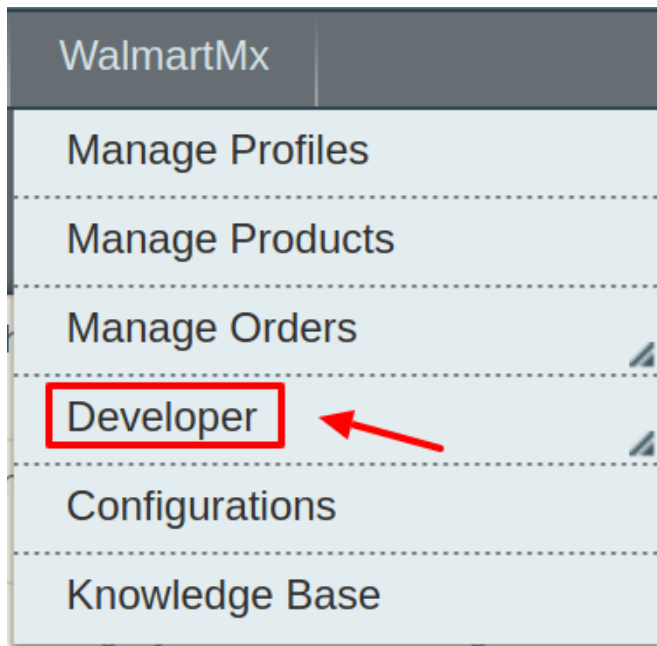 WalmartMx
Manage Profiles
Manage Products
Manage Orders
Developer
Configurations
Knowledge Base